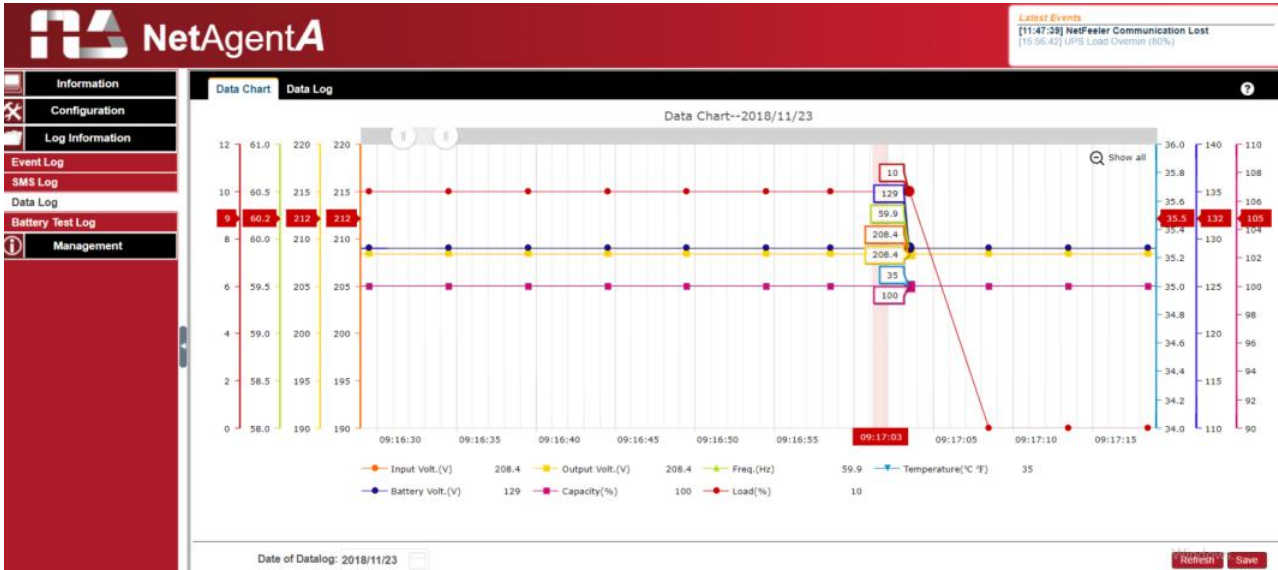 NetAgentA
Latest Events
[11:47:39] NetFeeler Communication Lost
[15:56:42] UPS Load Overrun (80%)
Information
Configuration
Log Information
Event Log
SMS Log
Data Log
Battery Test Log
Management
Data Chart Data Log
?
Data Chart--2018/11/23
Show all
12 61.0 220 220
10 60.5 215 215
9 60.2 212 212
8 60.0 210 210
6 59.5 205 205
4 59.0 200 200
2 58.5 195 195
0 58.0 190 190
10
129
59.9
208.4
208.4
35
100
36.0
35.8
35.6
35.5
35.4
35.2
35.0
34.8
34.6
34.4
34.2
34.0
140
135
132
130
125
120
115
110
110
108
106
105
104
102
100
98
96
94
92
90
09:16:30 09:16:35 09:16:40 09:16:45 09:16:50 09:16:55 09:17:03 09:17:05 09:17:10 09:17:15
Input Volt.(V) 208.4 Output Volt.(V) 208.4 Freq.(Hz) 59.9 Temperature(℃ ℉) 35
Battery Volt.(V) 129 Capacity(%) 100 Load(%) 10
Date of Datalog: 2018/11/23
Refresh Save